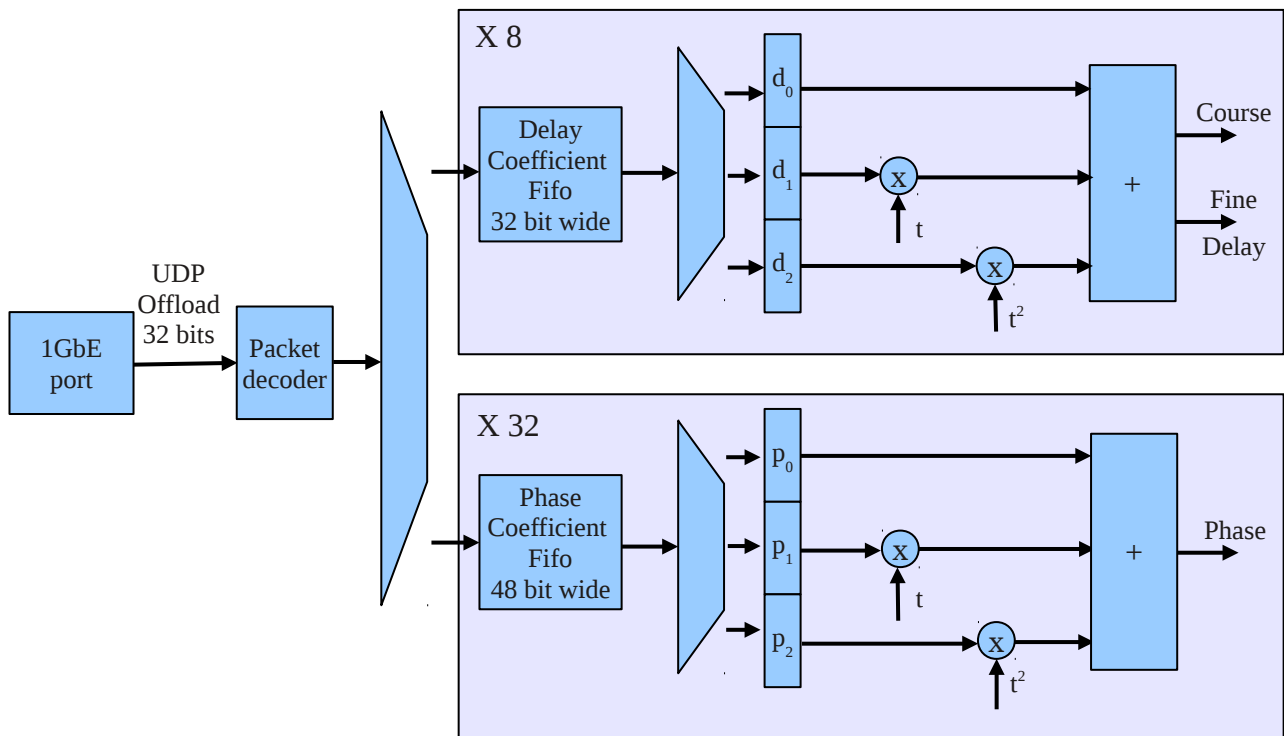 X 8
Delay
Coefficient
Fifo
32 bit wide
d₀
d₁
d₂
x
t
x
t²
+
Course
Fine
Delay
UDP
Offload
32 bits
1GbE
port
Packet
decoder
X 32
Phase
Coefficient
Fifo
48 bit wide
p₀
p₁
p₂
x
t
x
t²
+
Phase